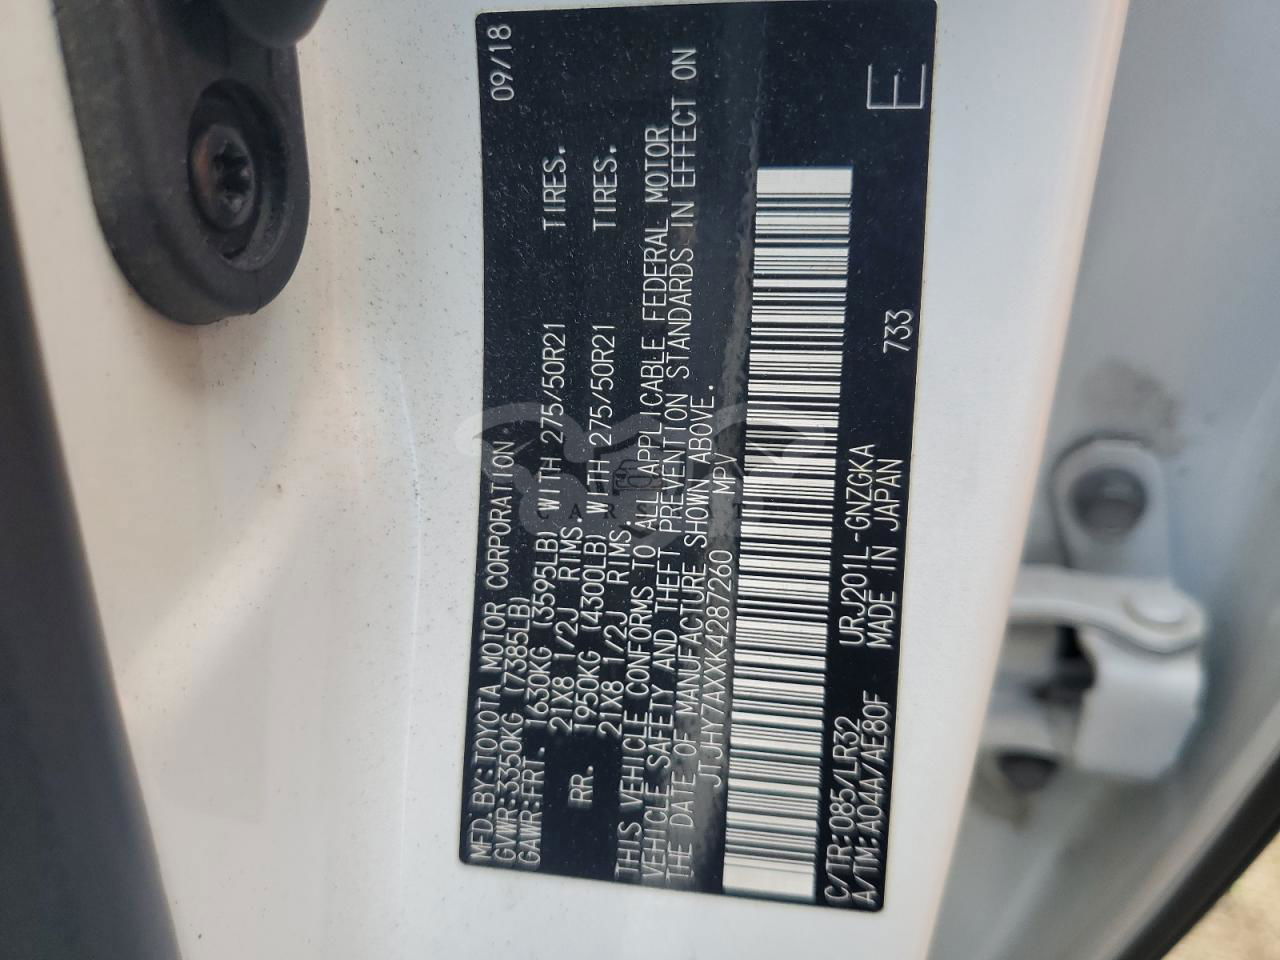 MFD. BY: TOYOTA MOTOR CORPORATION 09/18
GVWR: 3350KG (7385LB)
GAWR: FRT. 1630KG (3595LB) WITH 275/50R21 TIRES.
21X8 1/2J RIMS.
RR. 1950KG (4300LB) WITH 275/50R21 TIRES.
21X8 1/2J RIMS.
THIS VEHICLE CONFORMS TO ALL APPLICABLE FEDERAL MOTOR
VEHICLE SAFETY AND THEFT PREVENTION STANDARDS IN EFFECT ON
THE DATE OF MANUFACTURE SHOWN ABOVE.
JTJHY7AXXK4287260 MPV
C/TR: 085/LR32 URJ201L-GNZGKA 733 E
A/TM: A04A/AE80F MADE IN JAPAN